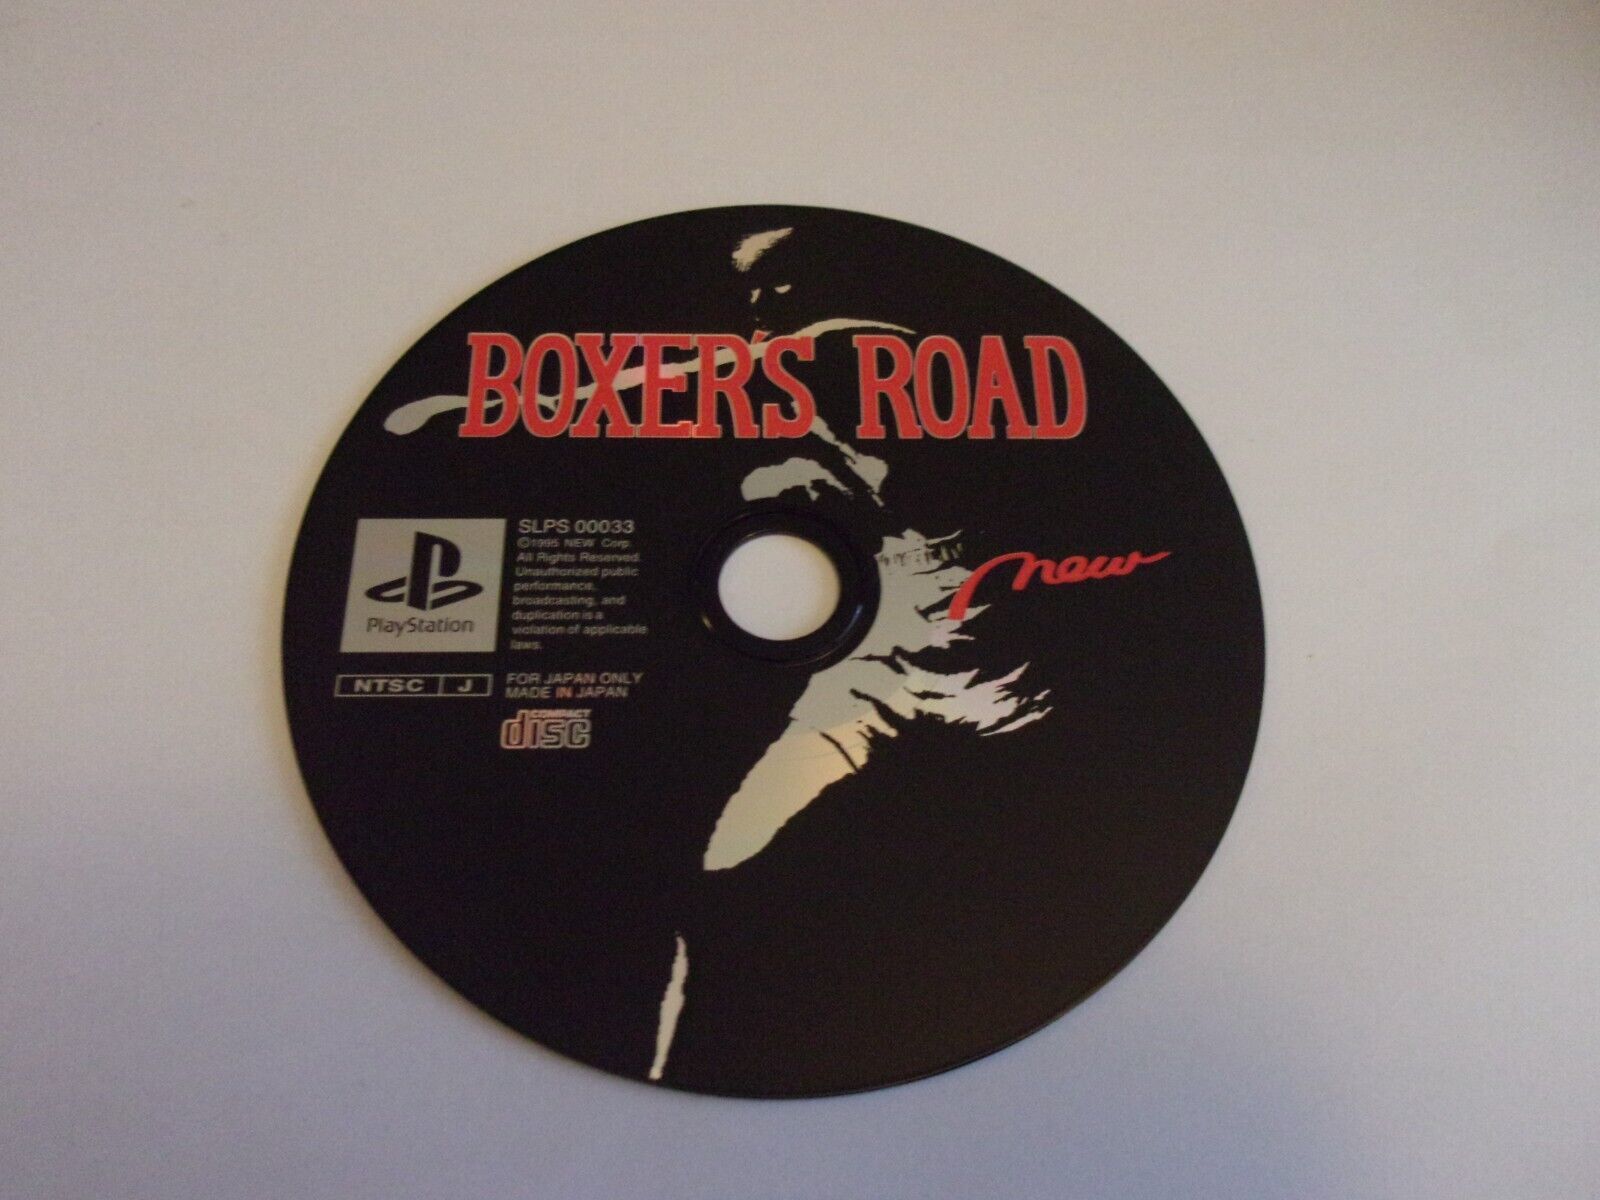 BOXER'S ROAD
SLPS 00033
©1995 NEW Corp.
All Rights Reserved.
Unauthorized public
performance,
broadcasting, and
duplication is a
violation of applicable
laws.
PlayStation
new
NTSC J
FOR JAPAN ONLY
MADE IN JAPAN
COMPACT
disc